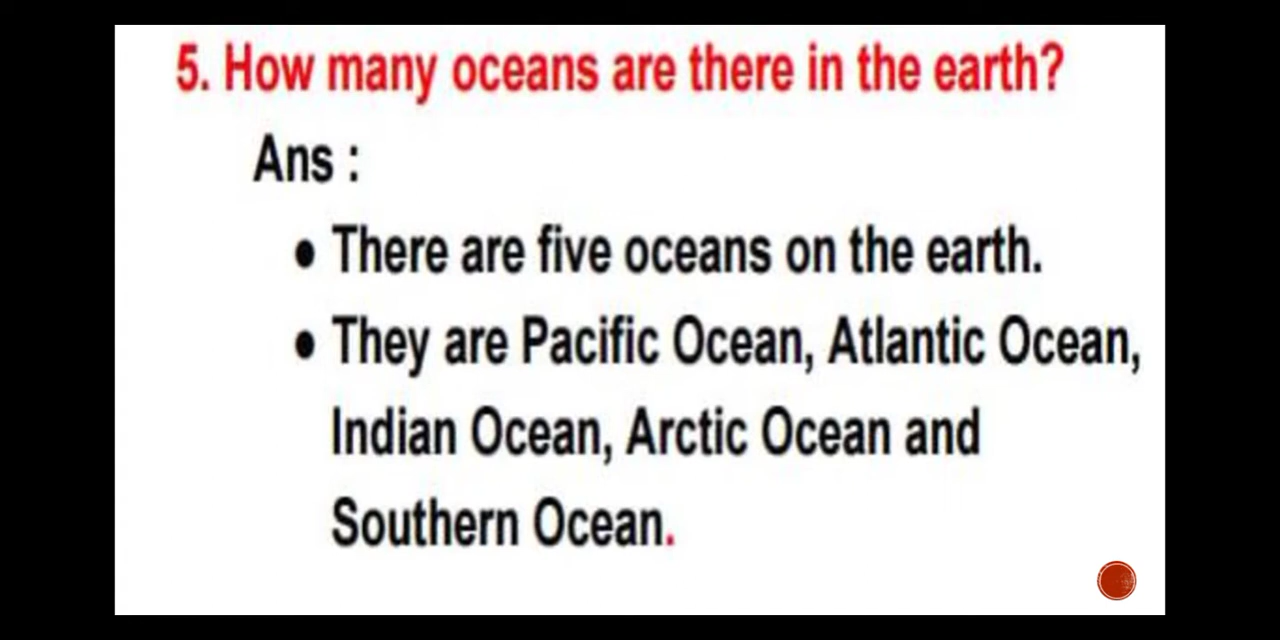 5. How many oceans are there in the earth?
Ans :
• There are five oceans on the earth.
• They are Pacific Ocean, Atlantic Ocean,
Indian Ocean, Arctic Ocean and
Southern Ocean.